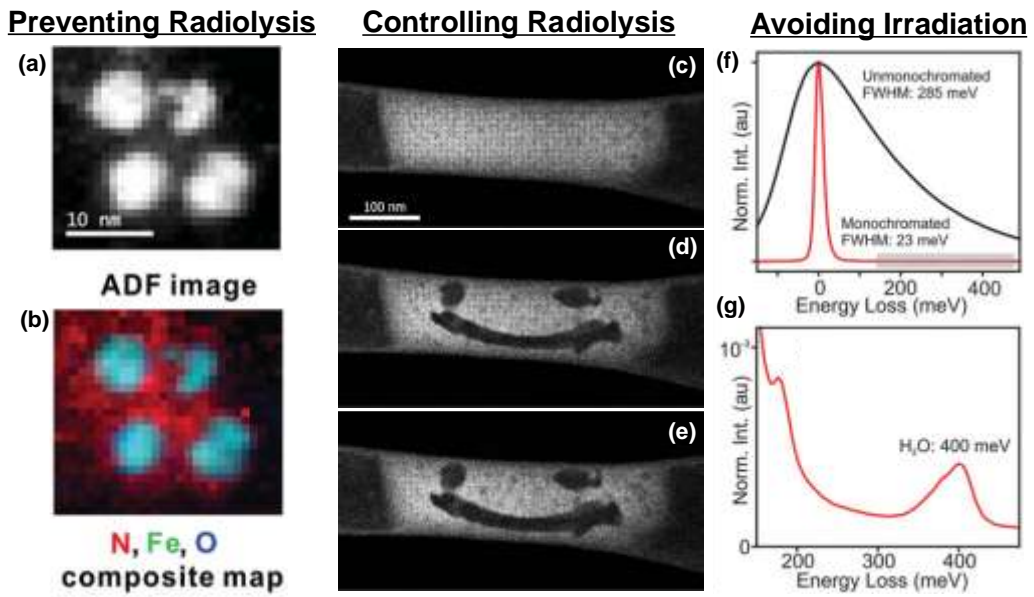 Preventing Radiolysis
(a)
10 nm
ADF image
(b)
N, Fe, O
composite map
Controlling Radiolysis
(c)
100 nm
(d)
(e)
Avoiding Irradiation
(f)
Unmonochromated
FWHM: 285 meV
Monochromated
FWHM: 23 meV
Norm. Int. (au)
0 200 400
Energy Loss (meV)
(g)
10⁻³
H₂O: 400 meV
Norm. Int. (au)
0
200 300 400
Energy Loss (meV)